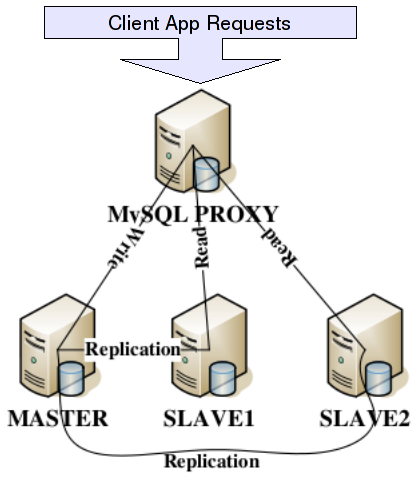 Client App Requests
MySQL PROXY
Write
Read
Read
Replication
MASTER
SLAVE1
SLAVE2
Replication